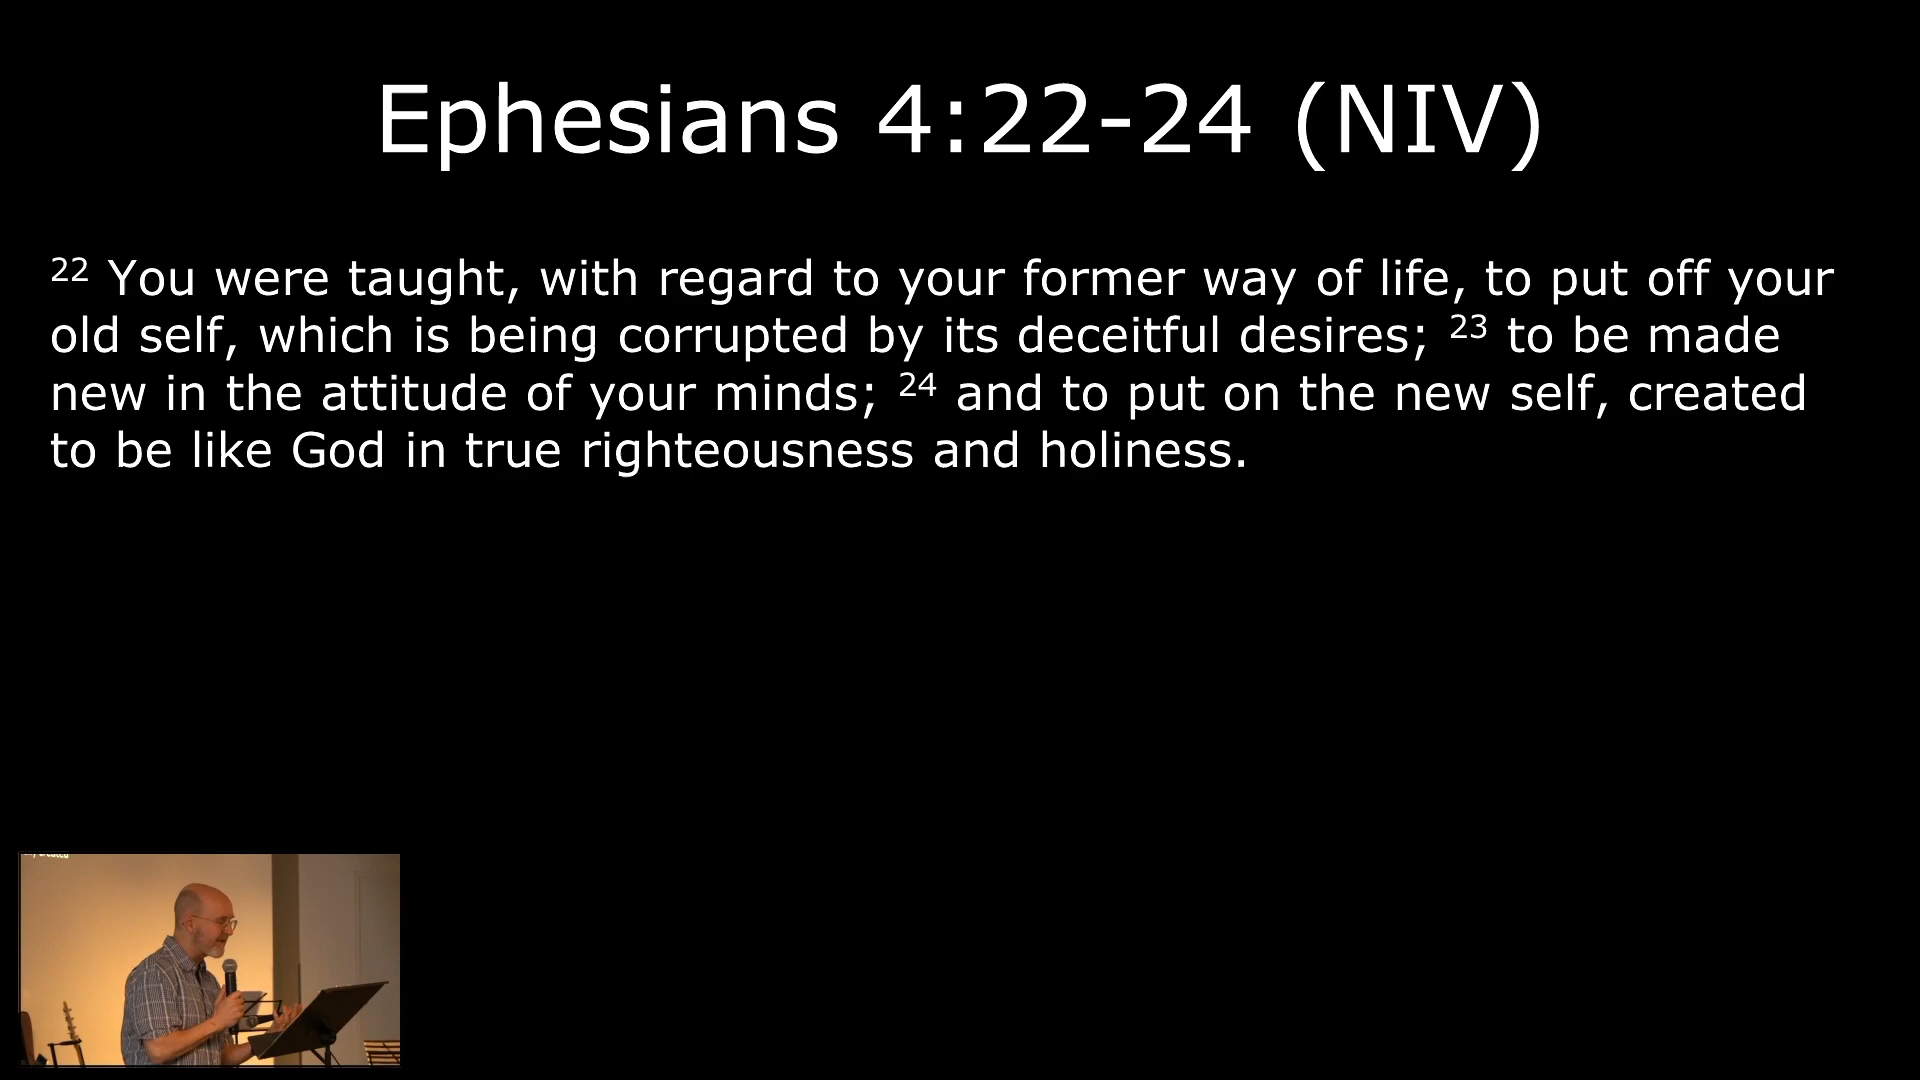 Ephesians 4:22-24 (NIV)
22 You were taught, with regard to your former way of life, to put off your
old self, which is being corrupted by its deceitful desires; 23 to be made
new in the attitude of your minds; 24 and to put on the new self, created
to be like God in true righteousness and holiness.